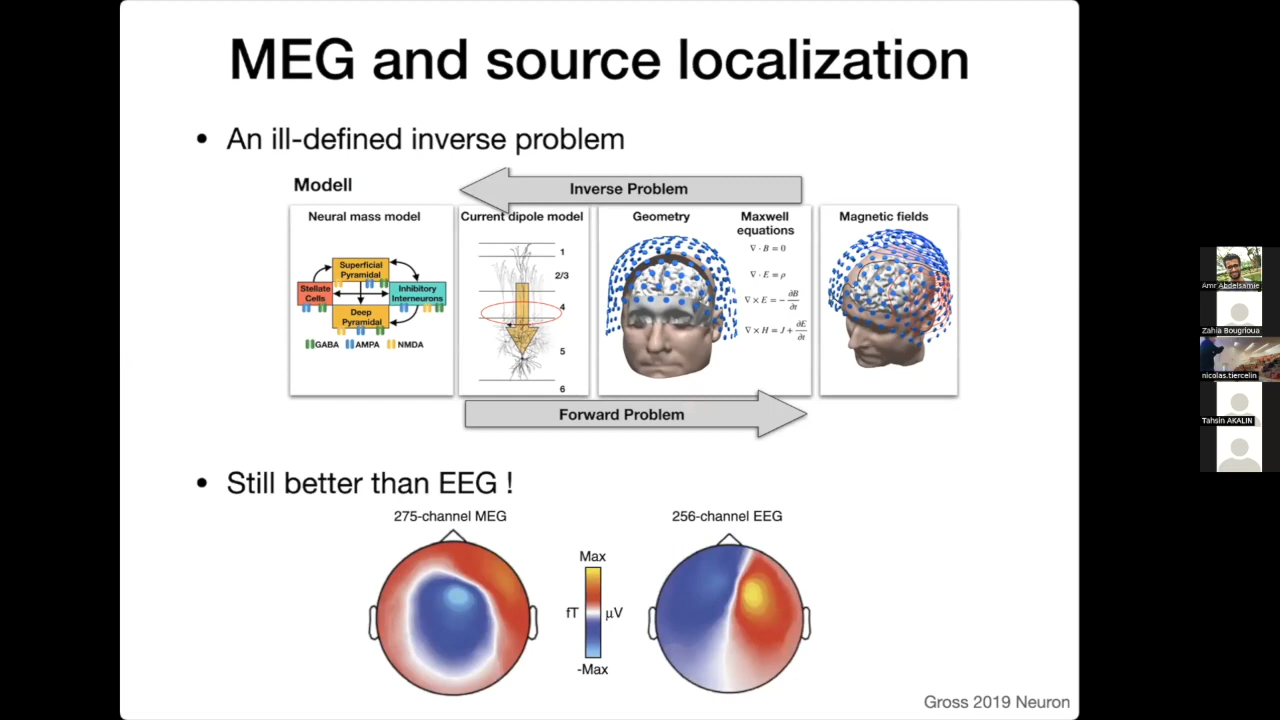 MEG and source localization
• An ill-defined inverse problem
Modell
Inverse Problem
Neural mass model
Superficial
Pyramidal
Stellate
Cells
Inhibitory
Interneurons
Deep
Pyramidal
GABA
AMPA
NMDA
Current dipole model
1
2/3
4
5
6
Geometry
Maxwell
equations
∇ · B = 0
∇ · E = ρ
∇ × E = − ∂B/∂t
∇ × H = J + ∂E/∂t
Magnetic fields
Forward Problem
• Still better than EEG !
275-channel MEG
256-channel EEG
Max
fT
μV
-Max
Gross 2019 Neuron
Amr Abdelsamie
Zahia Bougrioua
nicolas.tiercelin
Tahsin AKALIN